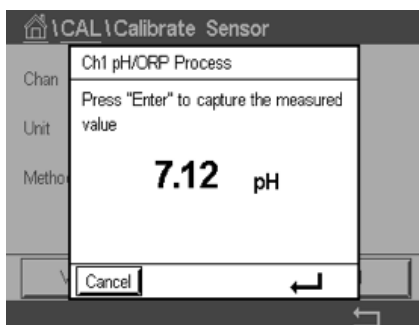 \CAL\Calibrate Sensor
Ch1 pH/ORP Process
Chan
Press "Enter" to capture the measured
Unit
value
Metho
7.12 pH
Cancel